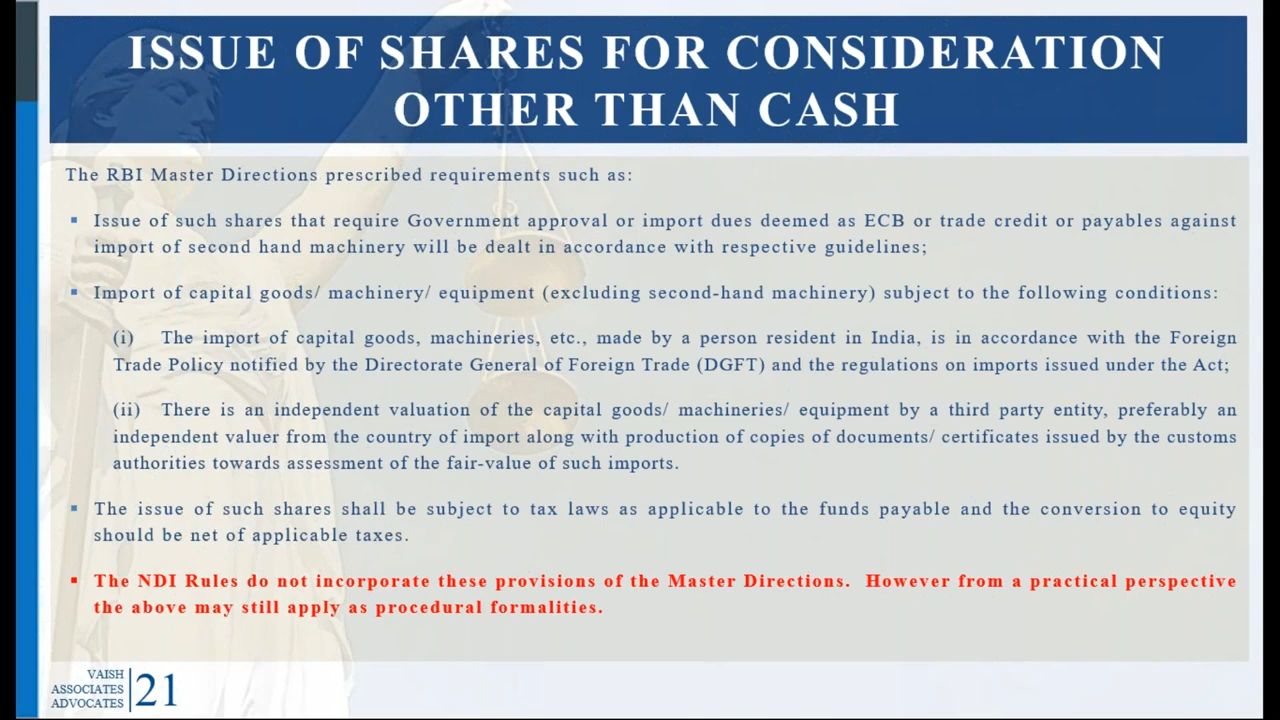 ISSUE OF SHARES FOR CONSIDERATION
OTHER THAN CASH
The RBI Master Directions prescribed requirements such as:
▪ Issue of such shares that require Government approval or import dues deemed as ECB or trade credit or payables against
import of second hand machinery will be dealt in accordance with respective guidelines;
▪ Import of capital goods/ machinery/ equipment (excluding second-hand machinery) subject to the following conditions:
(i) The import of capital goods, machineries, etc., made by a person resident in India, is in accordance with the Foreign
Trade Policy notified by the Directorate General of Foreign Trade (DGFT) and the regulations on imports issued under the Act;
(ii) There is an independent valuation of the capital goods/ machineries/ equipment by a third party entity, preferably an
independent valuer from the country of import along with production of copies of documents/ certificates issued by the customs
authorities towards assessment of the fair-value of such imports.
▪ The issue of such shares shall be subject to tax laws as applicable to the funds payable and the conversion to equity
should be net of applicable taxes.
▪ The NDI Rules do not incorporate these provisions of the Master Directions. However from a practical perspective
the above may still apply as procedural formalities.
VAISH
ASSOCIATES
ADVOCATES
21